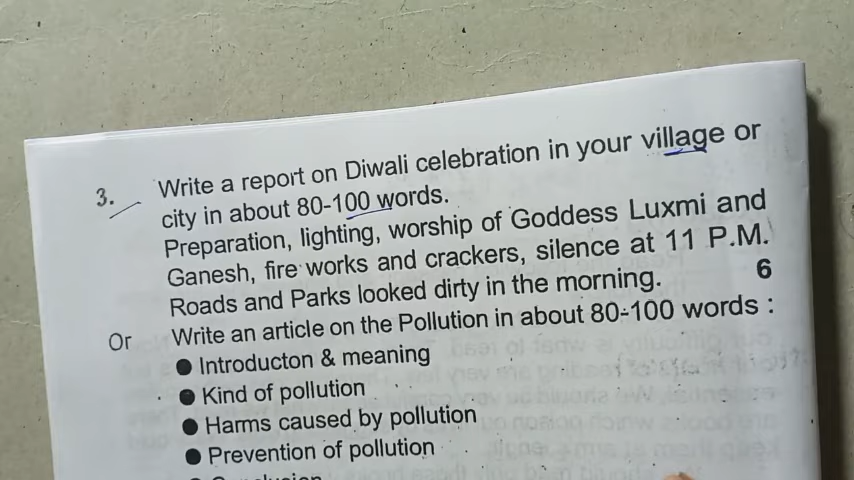 3. Write a report on Diwali celebration in your village or
city in about 80-100 words.
Preparation, lighting, worship of Goddess Luxmi and
Ganesh, fire works and crackers, silence at 11 P.M.
Roads and Parks looked dirty in the morning. 6
Or Write an article on the Pollution in about 80-100 words :
● Introducton & meaning
● Kind of pollution
● Harms caused by pollution
● Prevention of pollution